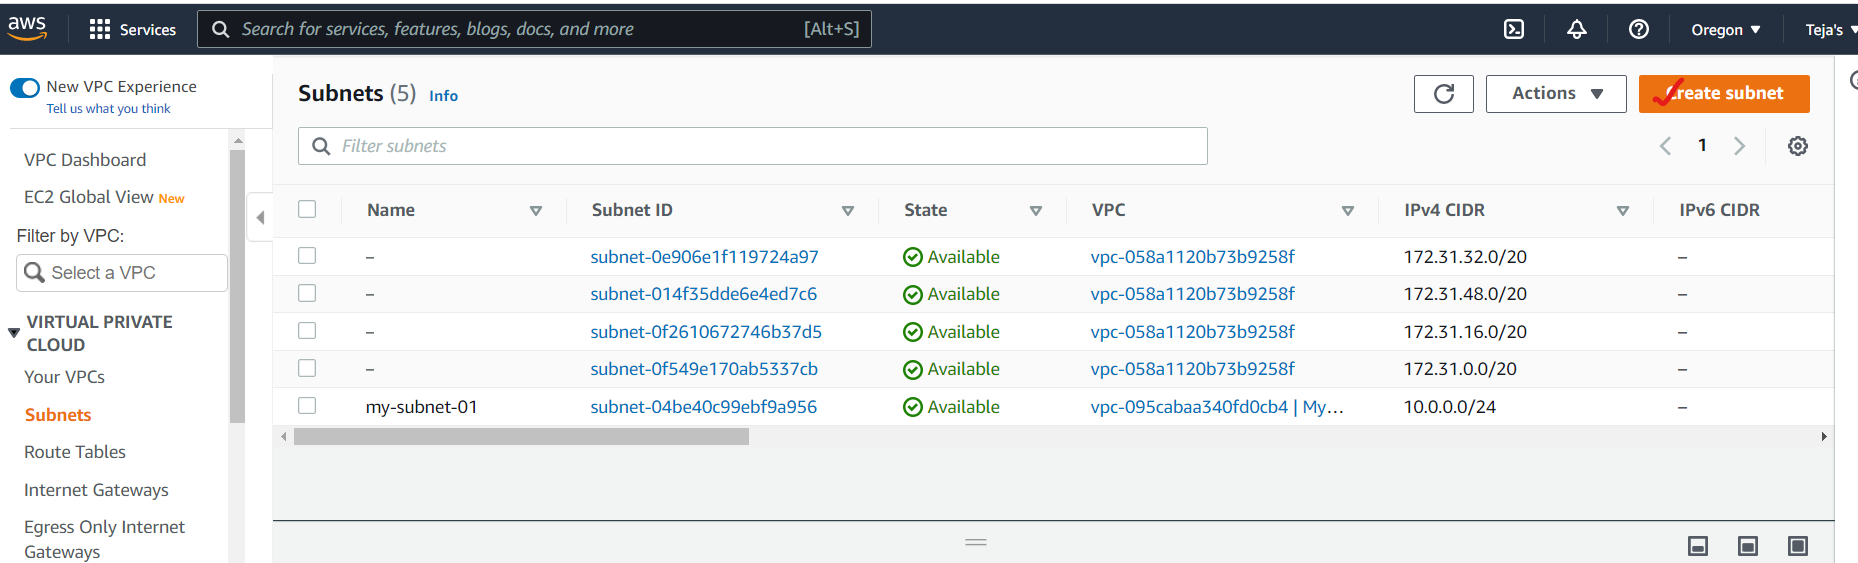 aws
Services
Search for services, features, blogs, docs, and more [Alt+S]
Oregon
Teja's
New VPC Experience
Tell us what you think
VPC Dashboard
EC2 Global View New
Filter by VPC:
Select a VPC
VIRTUAL PRIVATE
CLOUD
Your VPCs
Subnets
Route Tables
Internet Gateways
Egress Only Internet
Gateways
Subnets (5) Info
Actions
Create subnet
Filter subnets
1
Name Subnet ID State VPC IPv4 CIDR IPv6 CIDR
– subnet-0e906e1f119724a97 Available vpc-058a1120b73b9258f 172.31.32.0/20 –
– subnet-014f35dde6e4ed7c6 Available vpc-058a1120b73b9258f 172.31.48.0/20 –
– subnet-0f2610672746b37d5 Available vpc-058a1120b73b9258f 172.31.16.0/20 –
– subnet-0f549e170ab5337cb Available vpc-058a1120b73b9258f 172.31.0.0/20 –
my-subnet-01 subnet-04be40c99ebf9a956 Available vpc-095cabaa340fd0cb4 | My... 10.0.0.0/24 –